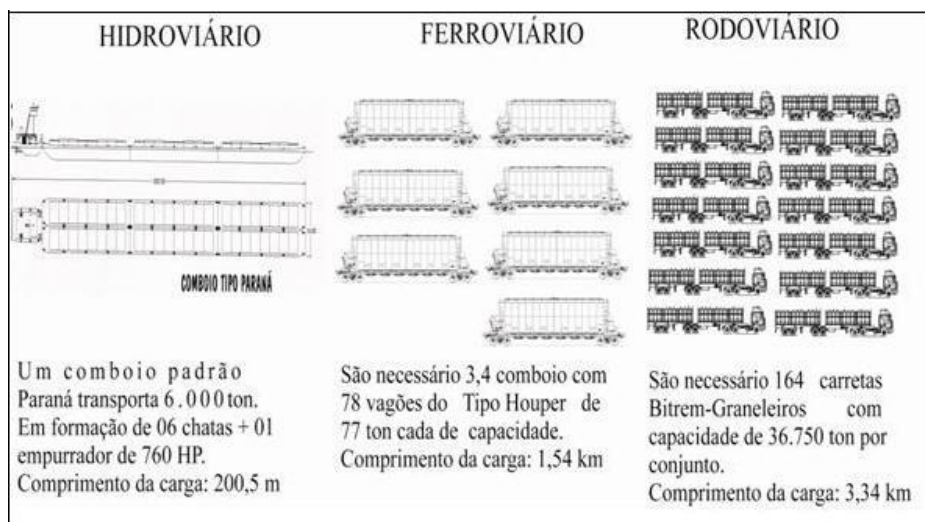 HIDROVIÁRIO
COMBOIO TIPO PARANÁ
Um comboio padrão
Paraná transporta 6.000 ton.
Em formação de 06 chatas + 01
empurrador de 760 HP.
Comprimento da carga: 200,5 m
FERROVIÁRIO
São necessário 3,4 comboio com
78 vagões do Tipo Houper de
77 ton cada de capacidade.
Comprimento da carga: 1,54 km
RODOVIÁRIO
São necessário 164 carretas
Bitrem-Graneleiros com
capacidade de 36.750 ton por
conjunto.
Comprimento da carga: 3,34 km